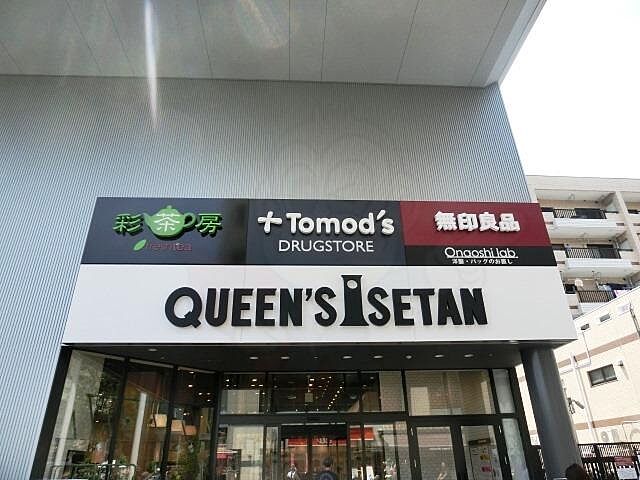 彩茶房
freshtea
+Tomod's
DRUGSTORE
無印良品
Onaoshi lab.
洋服・バッグのお直し
QUEEN'S ISETAN